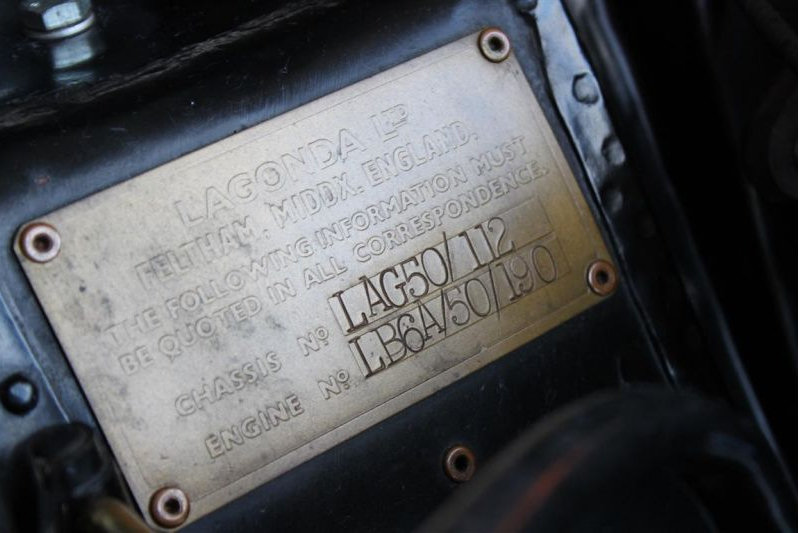 LAGONDA LTD
FELTHAM, MIDDX. ENGLAND.
THE FOLLOWING INFORMATION MUST
BE QUOTED IN ALL CORRESPONDENCE.
CHASSIS No LAG50/112
ENGINE No LB6A/50/190